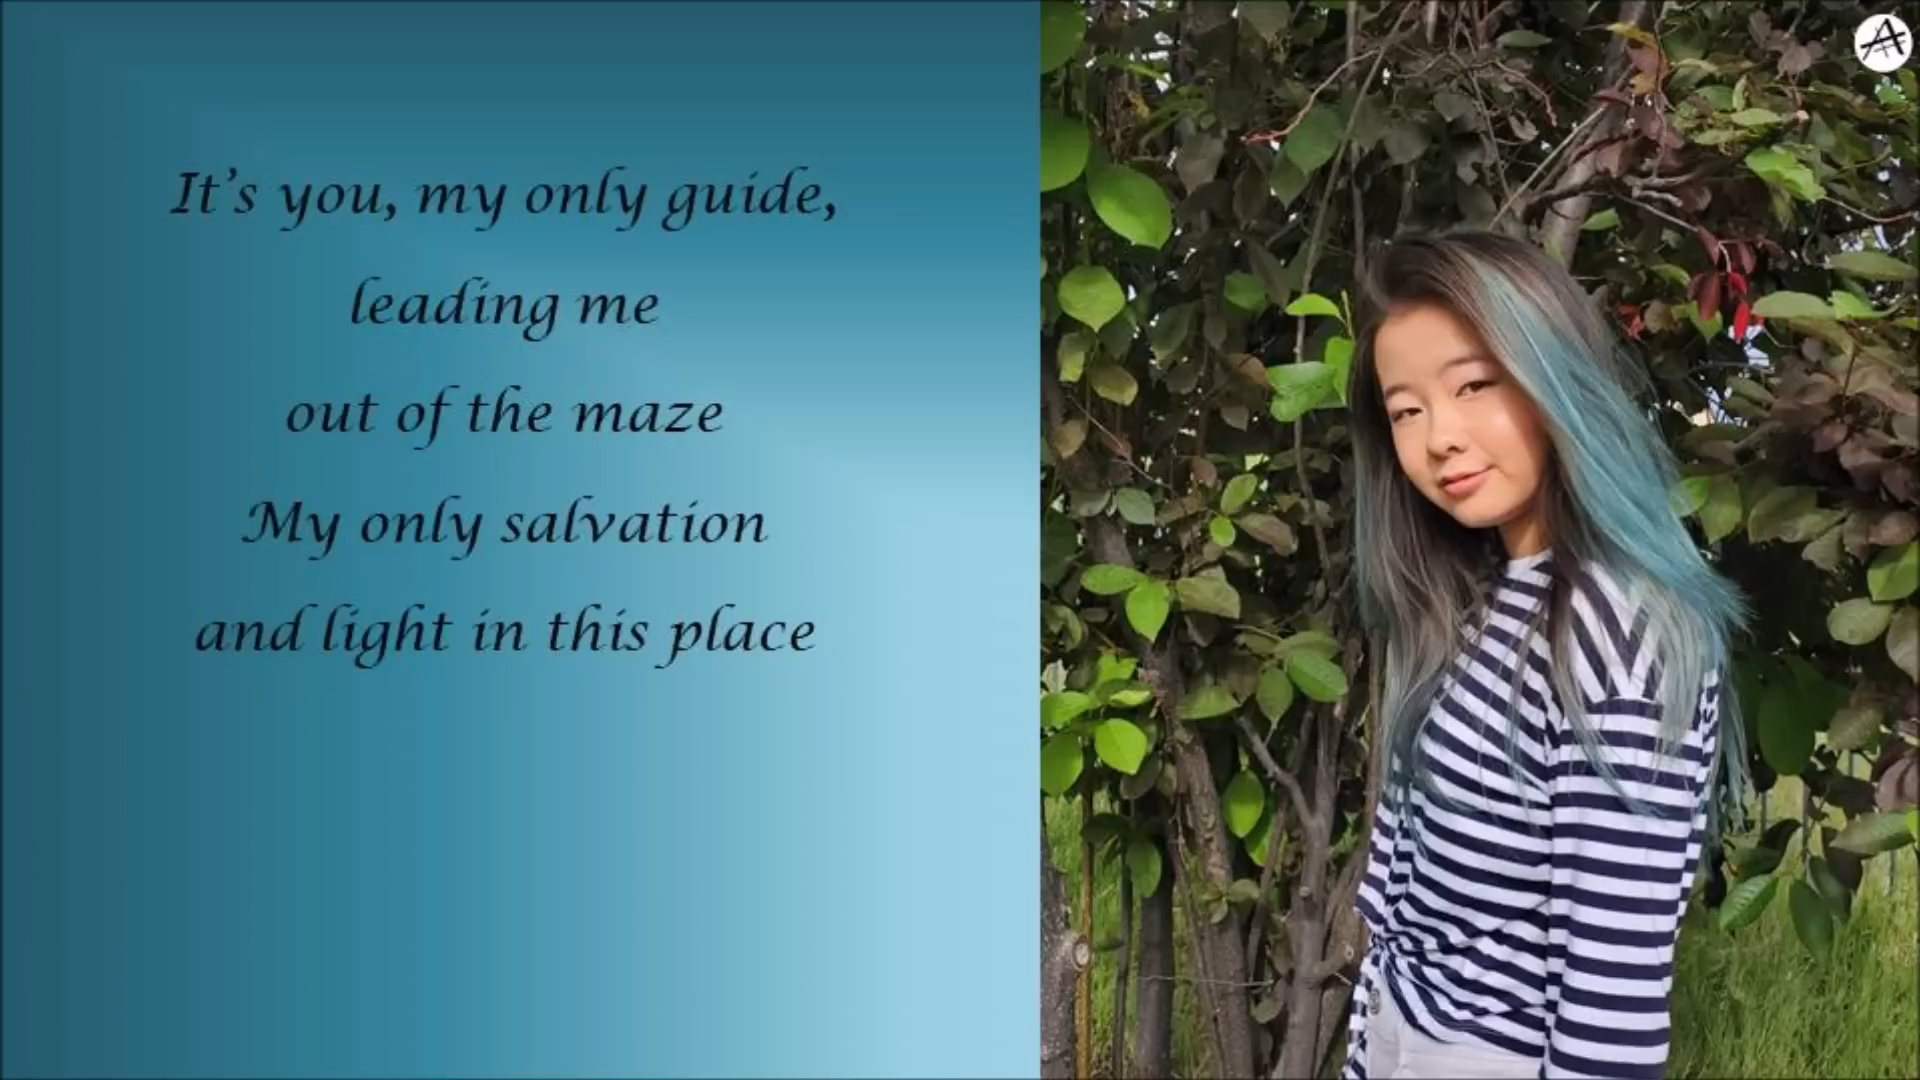 It's you, my only guide,
leading me
out of the maze
My only salvation
and light in this place